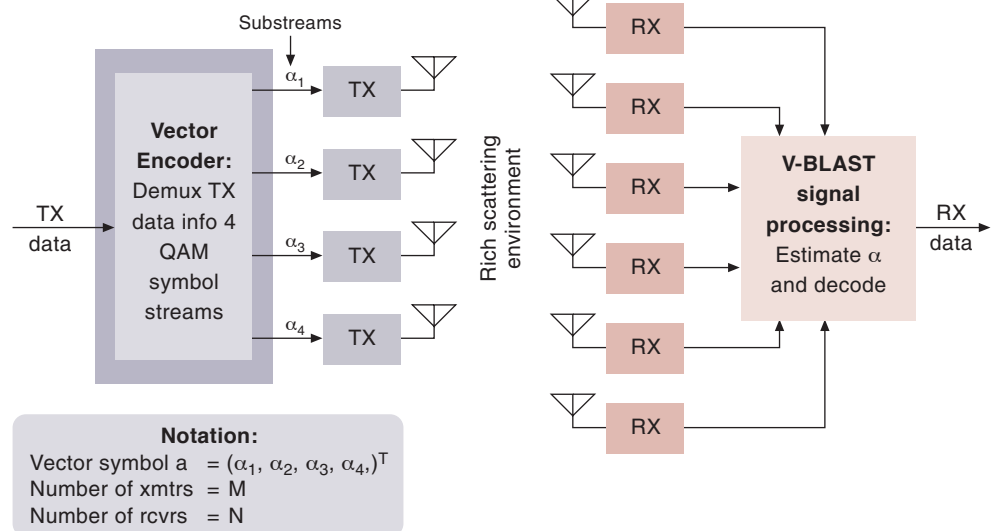 Substreams
TX
data
Vector
Encoder:
Demux TX
data info 4
QAM
symbol
streams
α1
TX
α2
TX
α3
TX
α4
TX
Rich scattering
environment
RX
RX
RX
RX
RX
RX
V-BLAST
signal
processing:
Estimate α
and decode
RX
data
Notation:
Vector symbol a = (α1, α2, α3, α4,)T
Number of xmtrs = M
Number of rcvrs = N